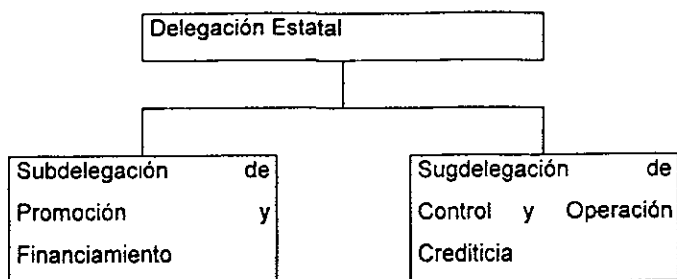 Delegación Estatal
Subdelegación de
Promoción y
Financiamiento
Sugdelegación de
Control y Operación
Crediticia